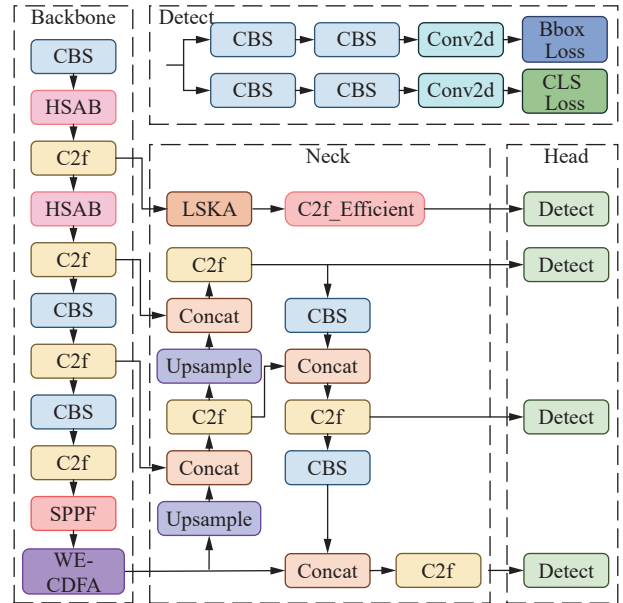 Backbone
CBS
HSAB
C2f
HSAB
C2f
CBS
C2f
CBS
C2f
SPPF
WE-
CDFA
Detect
CBS
CBS
Conv2d
Bbox
Loss
CBS
CBS
Conv2d
CLS
Loss
Neck
LSKA
C2f_Efficient
C2f
Concat
CBS
Upsample
Concat
C2f
C2f
Concat
CBS
Upsample
Concat
C2f
Head
Detect
Detect
Detect
Detect